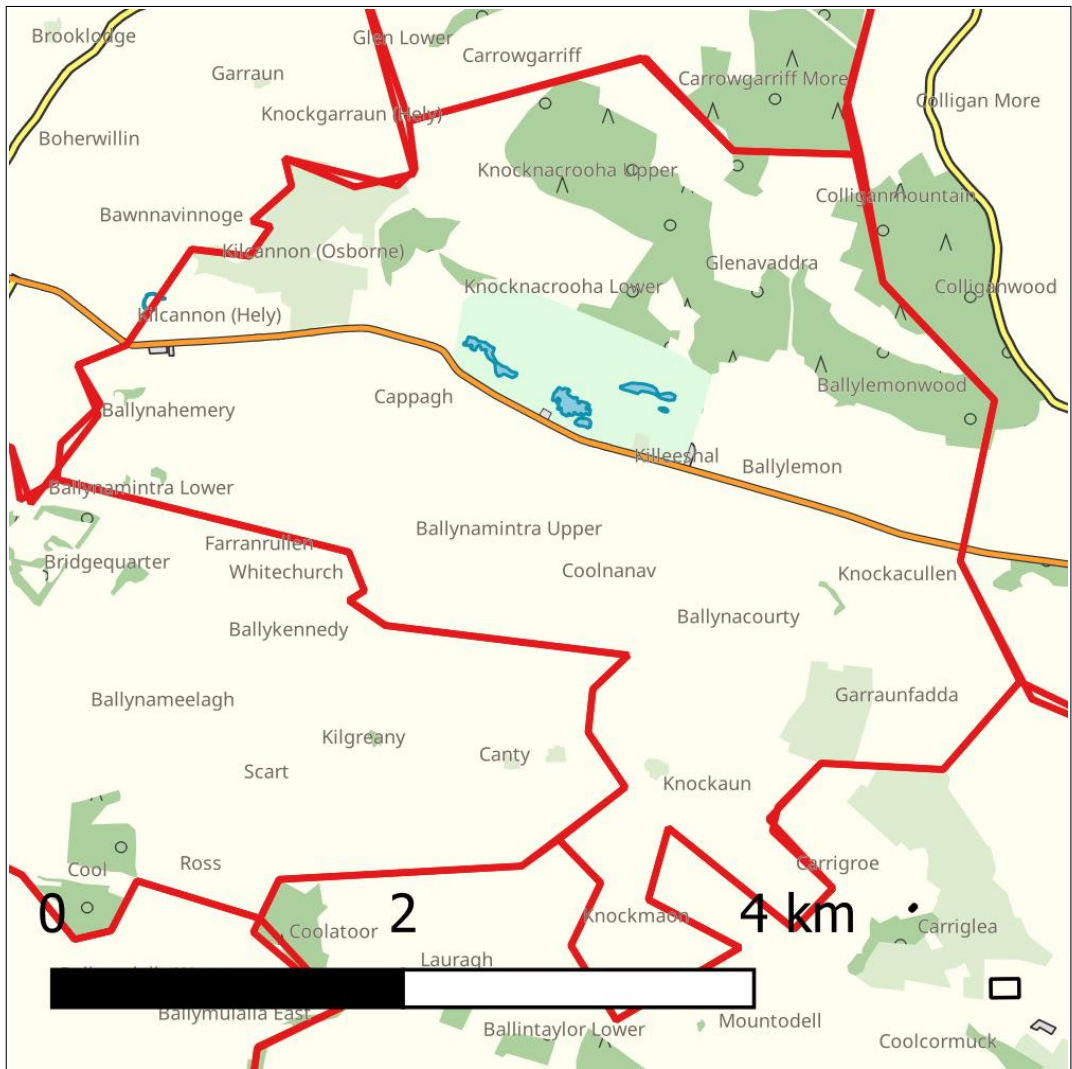 Brooklodge
Glen Lower
Carrowgarriff
Garraun
Carrowgarriff More
Colligan More
Knockgarraun (Hely)
Boherwillin
Knocknacrooha Upper
Colliganmountain
Bawnnavinnoge
Kilcannon (Osborne)
Glenavaddra
Knocknacrooha Lower
Colliganwood
Kilcannon (Hely)
Ballylemonwood
Cappagh
Ballynahemery
Killeeshal
Ballylemon
Ballynamintra Lower
Ballynamintra Upper
Farranrullen
Bridgequarter
Whitechurch
Coolnanav
Knockacullen
Ballynacourty
Ballykennedy
Garraunfadda
Ballynameelagh
Kilgreany
Canty
Scart
Knockaun
Ross
Carrigroe
Cool
0
2
4 km
Knockmaon
Carriglea
Coolatoor
Lauragh
Ballymulalla East
Mountodell
Ballintaylor Lower
Coolcormuck